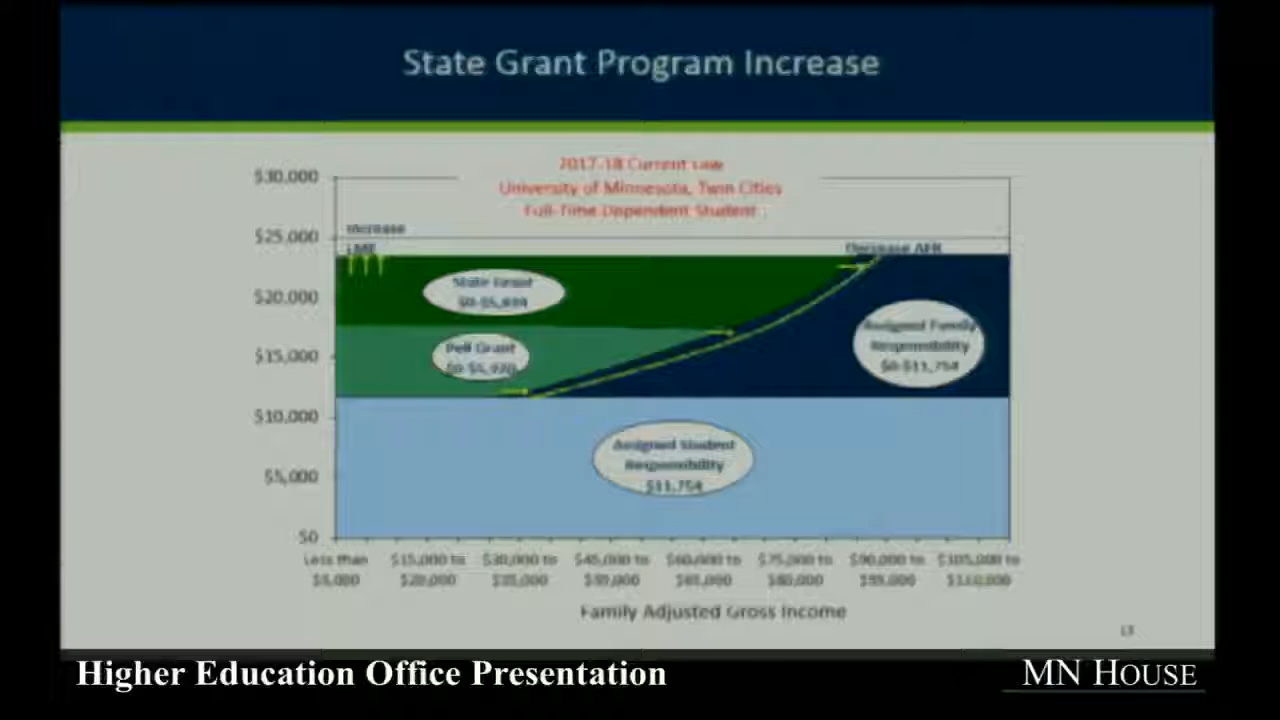 State Grant Program Increase
2017-18 Current Law
University of Minnesota, Twin Cities
Full-Time Dependent Student
$30,000
$25,000
$20,000
$15,000
$10,000
$5,000
$0
Increase
LME
Decrease AFR
State Grant
Pell Grant
Assigned Family
Responsibility
$0-$11,754
Assigned Student
Responsibility
$11,754
Less than
$5,000
$15,000 to
$20,000
$30,000 to
$35,000
$45,000 to
$50,000
$60,000 to
$65,000
$75,000 to
$80,000
$90,000 to
$95,000
$105,000 to
$110,000
Family Adjusted Gross Income
Higher Education Office Presentation
MN HOUSE